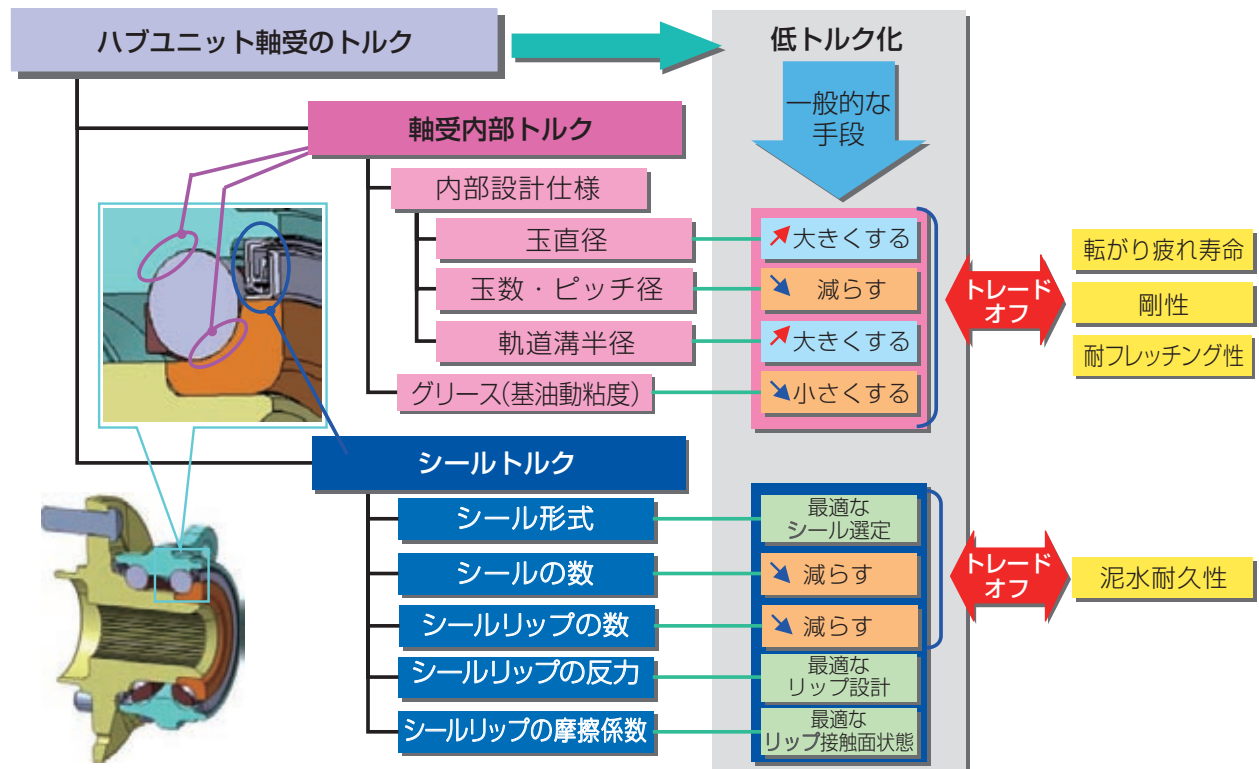 ハブユニット軸受のトルク
低トルク化
一般的な
手段
軸受内部トルク
内部設計仕様
玉直径
大きくする
玉数・ピッチ径
減らす
軌道溝半径
大きくする
グリース(基油動粘度)
小さくする
トレード
オフ
転がり疲れ寿命
剛性
耐フレッチング性
シールトルク
シール形式
最適な
シール選定
シールの数
減らす
シールリップの数
減らす
シールリップの反力
最適な
リップ設計
シールリップの摩擦係数
最適な
リップ接触面状態
トレード
オフ
泥水耐久性